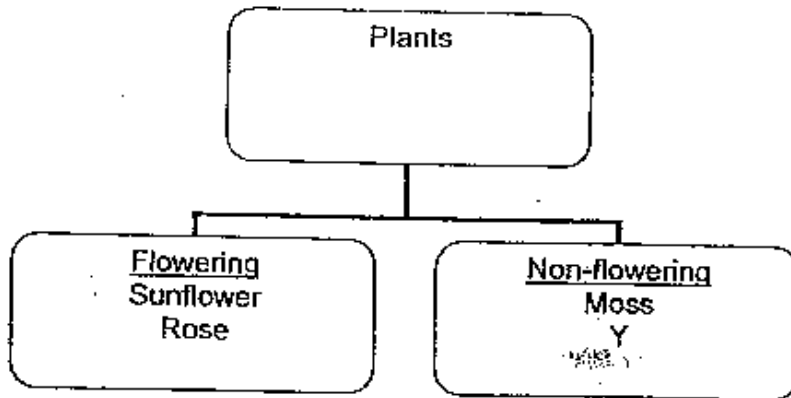 Plants
Flowering
Sunflower
Rose
Non-flowering
Moss
Y